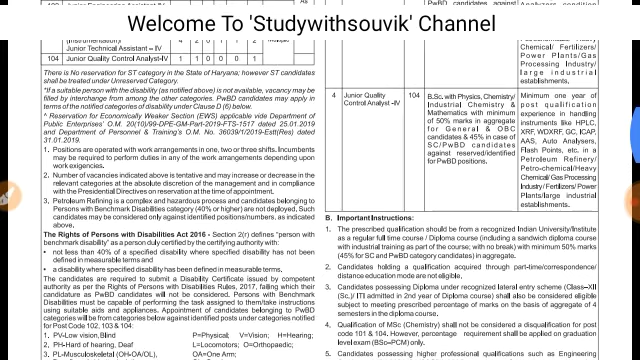 Welcome To 'Studywithsouvik' Channel
Junior Technical Assistant – IV
104 Junior Quality Control Analyst-IV 1 1 0 0 0 1
There is No reservation for ST category in the State of Haryana; however ST candidates
shall be treated under Unreserved Category.
*If a suitable person with the disability (as notified above) is not available, vacancy may be
filled by interchange from among the other categories. PwBD candidates may apply in
terms of the notified categories of disability under Clause D (6) below.
^ Reservation for Economically Weaker Section (EWS) applicable vide Department of
Public Enterprises' O.M. 20(10)/99-DPE-GM-Part-2019-FTS-1517 dated 25.01.2019
and Department of Personnel & Training's O.M. No. 36039/1/2019-Estt(Res) dated
31.01.2019.
1. Positions are operated with work arrangements in one, two or three shifts. Incumbents
may be required to perform duties in any of the work arrangements depending upon
work exigencies.
2. Number of vacancies indicated above is tentative and may increase or decrease in the
relevant categories at the absolute discretion of the management and in compliance
with the Presidential Directives on reservation at the time of appointment.
3. Petroleum Refining is a complex and hazardous process and candidates belonging to
Persons with Benchmark Disabilities category (40% or higher) are not deployed, Such
candidates may be considered only against identified positions/numbers, as indicated
above.
The Rights of Persons with Disabilities Act 2016 - Section 2(r) defines "person with
benchmark disability" as a person duly certified by the certifying authority with:
• not less than 40% of a specified disability where specified disability has not been
defined in measurable terms and
• a disability where specified disability has been defined in measurable terms,
The candidates are required to submit a Disability Certificate issued by competent
authority as per the Rights of Persons with Disabilities Rules, 2017, failing which their
candidature as PwBD candidates will not be considered. Persons with Benchmark
Disabilities must be capable of performing the task assigned to them/take instructions
using suitable aids and appliances. Appointment of candidates belonging to PwBD
categories will be from categories below against identified posts under categories notified
for Post Code 102, 103 & 104:
1. PV-Low vision, Blind P=Physical; V=Vision; H=Hearing;
2. PH-Hard of hearing, Deaf L=Locomotors; O=Orthopaedic;
3. PL-Musculoskeletal (OH-OA/OL), OA=One Arm;
Chemical/ Fertilizers/
Power Plants/Gas
Processing Industry/
large industrial
establishments.
4 Junior Quality Control Analyst -IV 104
B.Sc. with Physics, Chemistry/
Industrial Chemistry &
Mathematics with minimum
of 50% marks in aggregate
for General & OBC
candidates & 45% in case of
SC/PwBD candidates against
reserved/identified
for PwBD positions.
Minimum one year of
post qualification
experience in handling
instruments like HPLC,
XRF, WDXRF, GC, ICAP,
AAS, Auto Analysers,
Flash Points, etc. in a
Petroleum Refinery/
Petro-chemical/Heavy
Chemical/ Gas Processing
Industry / Fertilizers/ Power
Plants/large industrial
establishments.
B. Important Instructions:
1. The prescribed qualification should be from a recognized Indian University/Institute
as a regular full time course / Diploma course (including a sandwich diploma course
with industrial training as part of the course, with no break) with minimum 50% marks
(45% for SC and PwBD category candidates) in aggregate.
2. Candidates holding a qualification acquired through part-time/correspondence/
distance education mode are not eligible.
3. Candidates possessing Diploma under recognized lateral entry scheme (Class–XII
(Sc.)/ ITI admitted in 2nd year of Diploma course) shall also be considered eligible
subject to meeting prescribed percentage of marks on the basis of aggregate of 4
semesters in the diploma course.
4. Qualification of MSc (Chemistry) shall not be considered a disqualification for post
code 101 & 104. However, percentage requirement shall be applied on graduation
level exam (BSc–PCM) only.
5. Candidates possessing higher professional qualifications such as Engineering